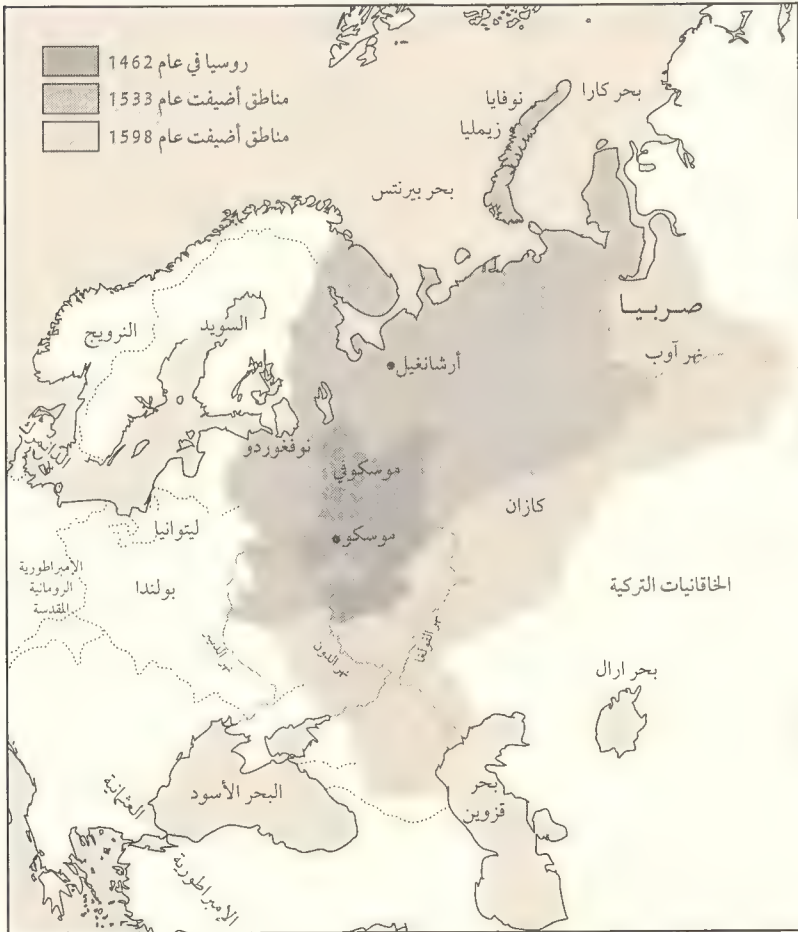 روسيا في عام 1462
مناطق أضيفت عام 1533
مناطق أضيفت عام 1598
بحر كارا
نوفايا
زيمليا
بحر بيرنتس
صربيا
نهر آوب
النرويج
السويد
أرشانغيل
نوفغوردو
موسكوفي
كازان
ليتوانيا
موسكو
الإمبراطورية
الرومانية
المقدسة
بولندا
الخاقانيات التركية
نهر الدون
نهر الفولغا
بحر ارال
البحر الأسود
بحر
قزوين
العثمانية
الإمبراطورية